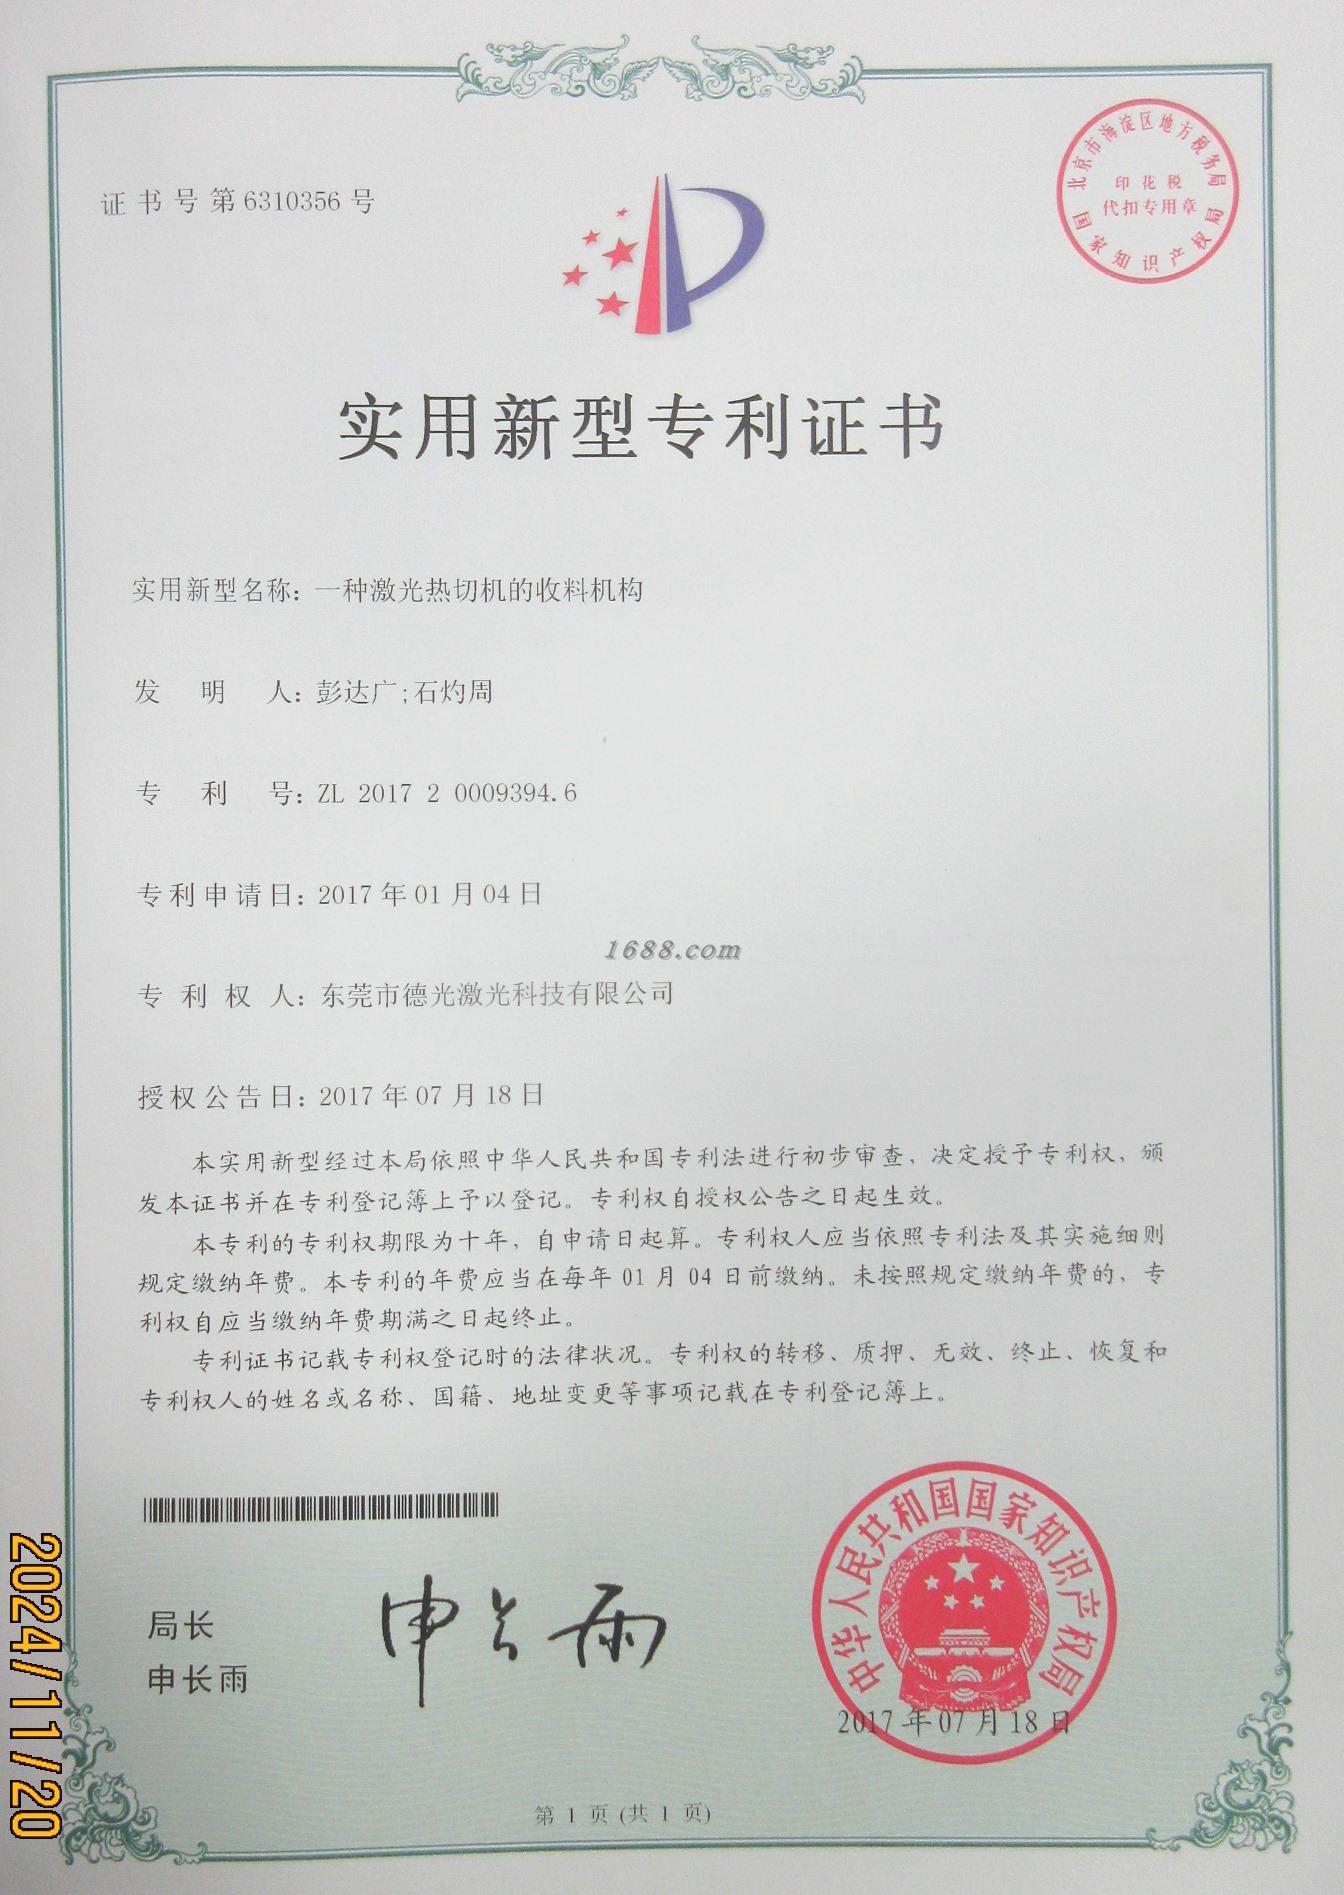 证书号第6310356号
北京市海淀区地方税务局
印花税
代扣专用章
国家知识产权局
实用新型专利证书
实用新型名称：一种激光热切机的收料机构
发明人：彭达广;石灼周
专利号：ZL 2017 2 0009394.6
专利申请日：2017年01月04日
1688.com
专利权人：东莞市德光激光科技有限公司
授权公告日：2017年07月18日
本实用新型经过本局依照中华人民共和国专利法进行初步审查，决定授予专利权，颁
发本证书并在专利登记簿上予以登记。专利权自授权公告之日起生效。
本专利的专利权期限为十年，自申请日起算。专利权人应当依照专利法及其实施细则
规定缴纳年费。本专利的年费应当在每年01月04日前缴纳。未按照规定缴纳年费的，专
利权自应当缴纳年费期满之日起终止。
专利证书记载专利权登记时的法律状况。专利权的转移、质押、无效、终止、恢复和
专利权人的姓名或名称、国籍、地址变更等事项记载在专利登记簿上。
局长
申长雨
申长雨
中华人民共和国国家知识产权局
2017年07月18日
第1页(共1页)
2024/11/20